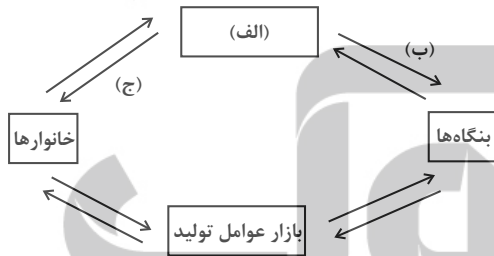 (الف)
(ب)
(ج)
خانوارها
بنگاه‌ها
بازار عوامل تولید